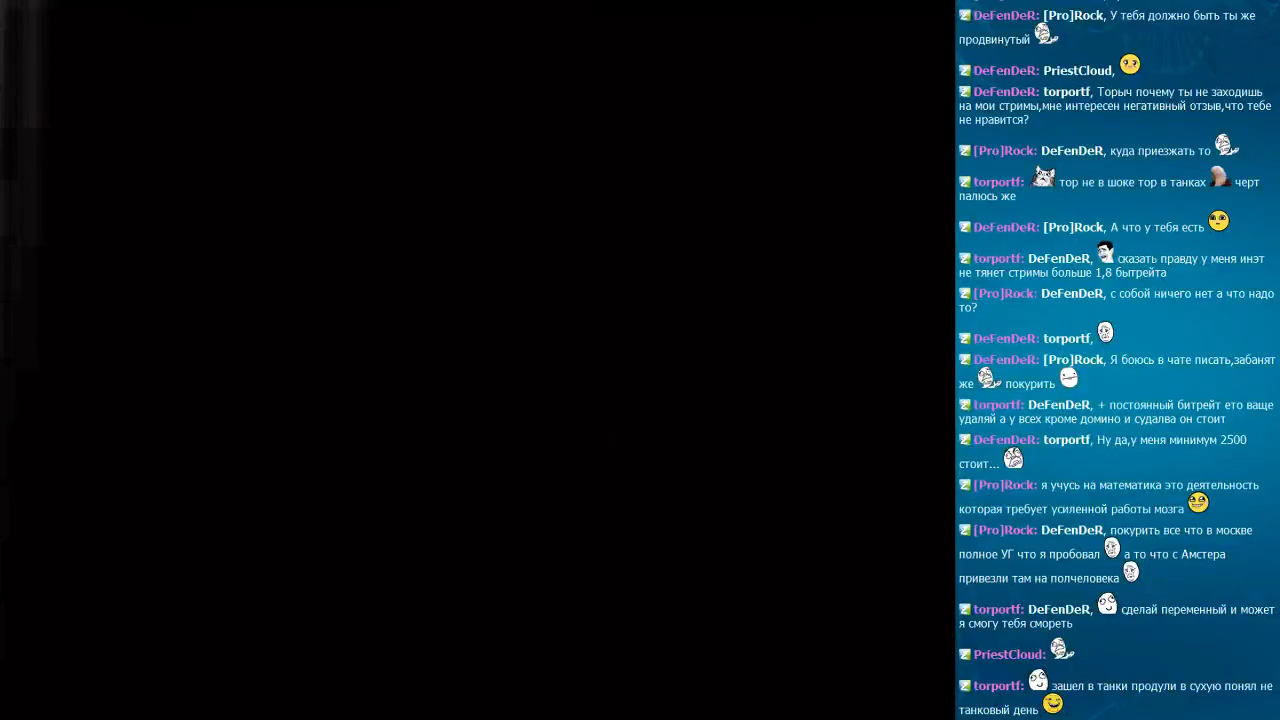 DeFenDeR: [Pro]Rock, У тебя должно быть ты же
продвинутый
DeFenDeR: PriestCloud,
DeFenDeR: torportf, Торыч почему ты не заходишь
на мои стримы,мне интересен негативный отзыв,что тебе
не нравится?
[Pro]Rock: DeFenDeR, куда приезжать то
torportf: тор не в шоке тор в танках черт
палюсь же
DeFenDeR: [Pro]Rock, А что у тебя есть
torportf: DeFenDeR, сказать правду у меня инэт
не тянет стримы больше 1,8 бытрейта
[Pro]Rock: DeFenDeR, с собой ничего нет а что надо
то?
DeFenDeR: torportf,
DeFenDeR: [Pro]Rock, Я боюсь в чате писать,забанят
же покурить
torportf: DeFenDeR, + постоянный битрейт ето ваще
удаляй а у всех кроме домино и судалва он стоит
DeFenDeR: torportf, Ну да,у меня минимум 2500
стоит...
[Pro]Rock: я учусь на математика это деятельность
которая требует усиленной работы мозга
[Pro]Rock: DeFenDeR, покурить все что в москве
полное УГ что я пробовал а то что с Амстера
привезли там на полчеловека
torportf: DeFenDeR, сделай переменный и может
я смогу тебя смореть
PriestCloud:
torportf: зашел в танки продули в сухую понял не
танковый день